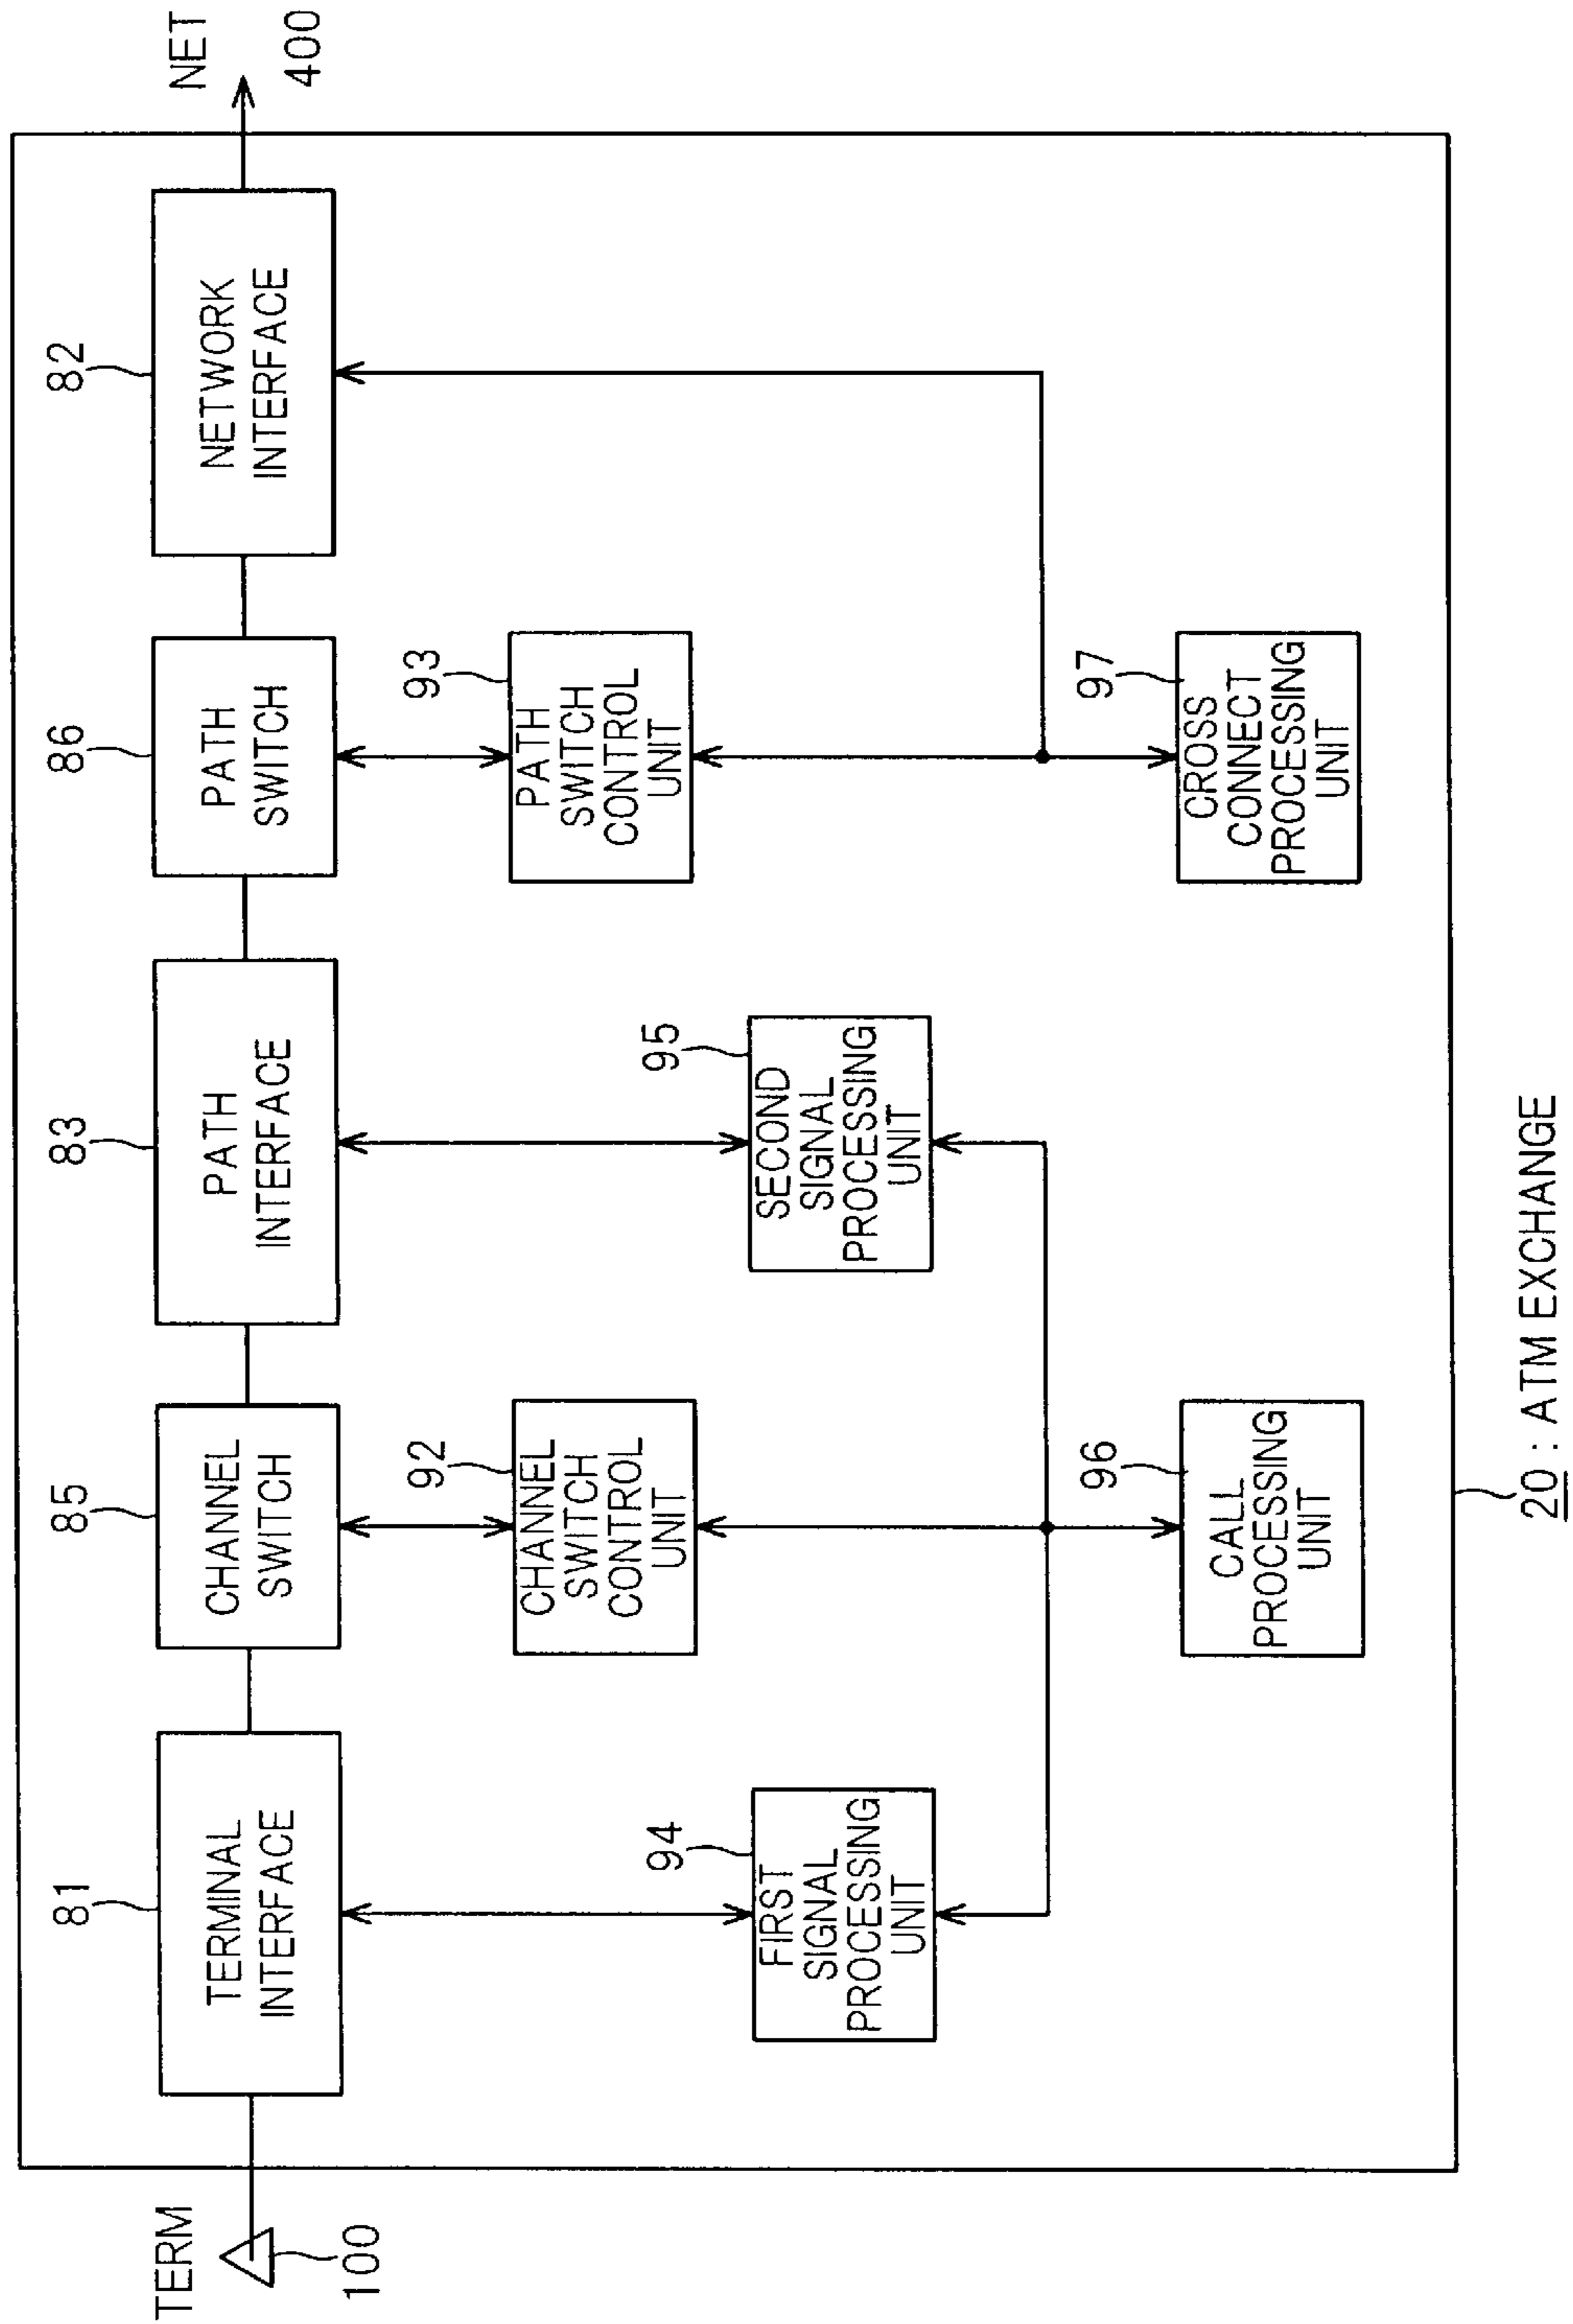 TERM
100
NET
400
81
TERMINAL
INTERFACE
85
CHANNEL
SWITCH
83
PATH
INTERFACE
86
PATH
SWITCH
82
NETWORK
INTERFACE
92
CHANNEL
SWITCH
CONTROL
UNIT
93
PATH
SWITCH
CONTROL
UNIT
94
FIRST
SIGNAL
PROCESSING
UNIT
95
SECOND
SIGNAL
PROCESSING
UNIT
96
CALL
PROCESSING
UNIT
97
CROSS
CONNECT
PROCESSING
UNIT
20 : ATM EXCHANGE